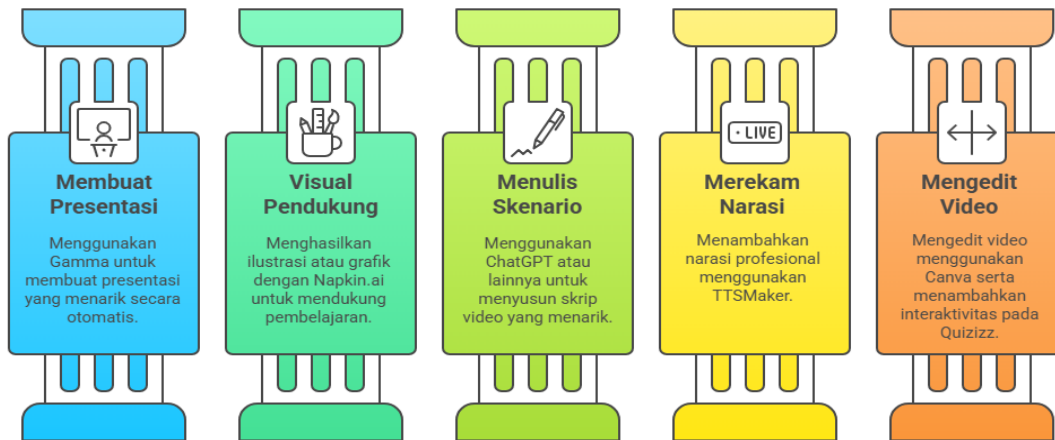 Membuat
Presentasi
Menggunakan
Gamma untuk
membuat presentasi
yang menarik secara
otomatis.
Visual
Pendukung
Menghasilkan
ilustrasi atau grafik
dengan Napkin.ai
untuk mendukung
pembelajaran.
Menulis
Skenario
Menggunakan
ChatGPT atau
lainnya untuk
menyusun skrip
video yang menarik.
LIVE
Merekam
Narasi
Menambahkan
narasi profesional
menggunakan
TTSMaker.
Mengedit
Video
Mengedit video
menggunakan
Canva serta
menambahkan
interaktivitas pada
Quizizz.